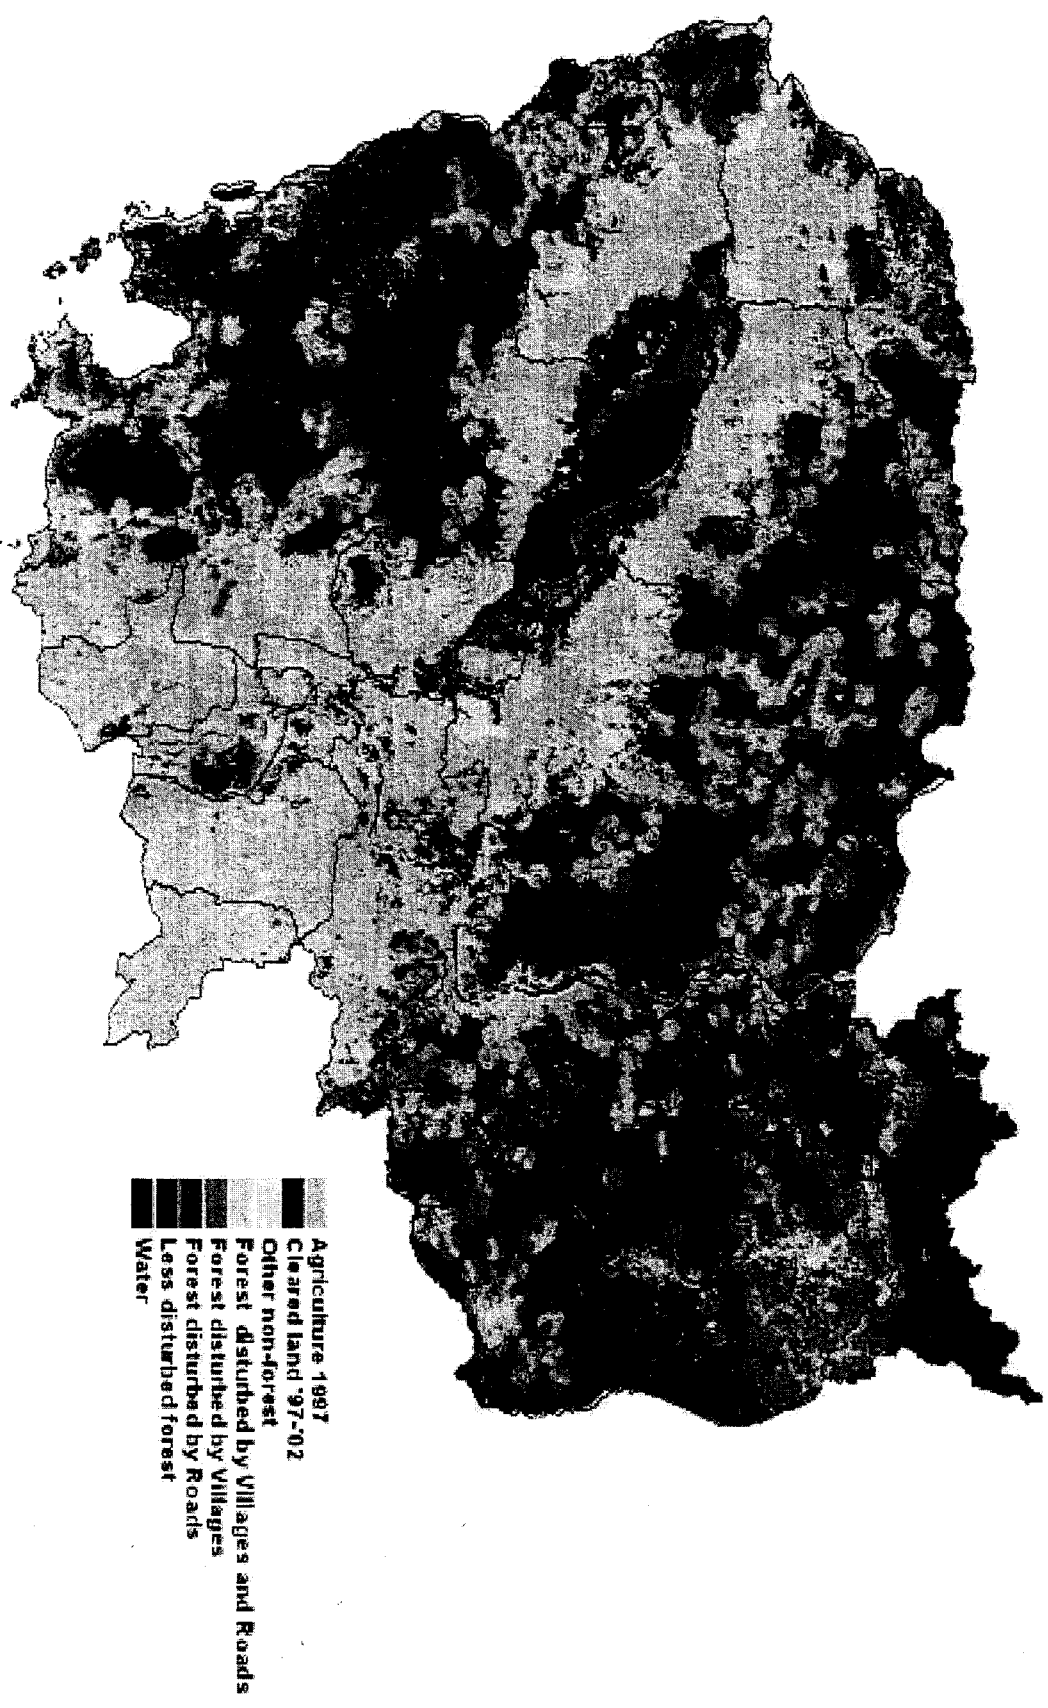 Agriculture 1997
Cleared land '97-'02
Other non-forest
Forest disturbed by Villages and Roads
Forest disturbed by Villages
Forest disturbed by Roads
Less disturbed forest
Water